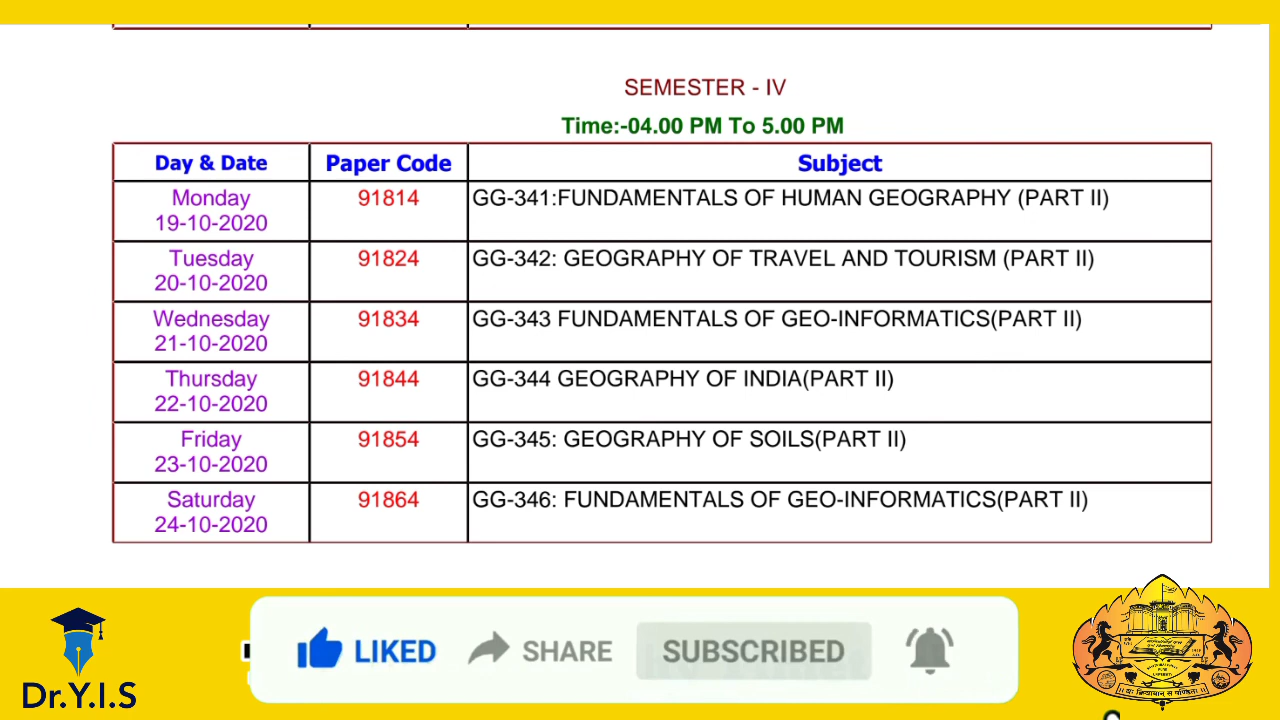 SEMESTER - IV
Time:-04.00 PM To 5.00 PM
Day & Date Paper Code Subject
Monday 91814 GG-341:FUNDAMENTALS OF HUMAN GEOGRAPHY (PART II)
19-10-2020
Tuesday 91824 GG-342: GEOGRAPHY OF TRAVEL AND TOURISM (PART II)
20-10-2020
Wednesday 91834 GG-343 FUNDAMENTALS OF GEO-INFORMATICS(PART II)
21-10-2020
Thursday 91844 GG-344 GEOGRAPHY OF INDIA(PART II)
22-10-2020
Friday 91854 GG-345: GEOGRAPHY OF SOILS(PART II)
23-10-2020
Saturday 91864 GG-346: FUNDAMENTALS OF GEO-INFORMATICS(PART II)
24-10-2020
LIKED SHARE SUBSCRIBED
Dr.Y.I.S